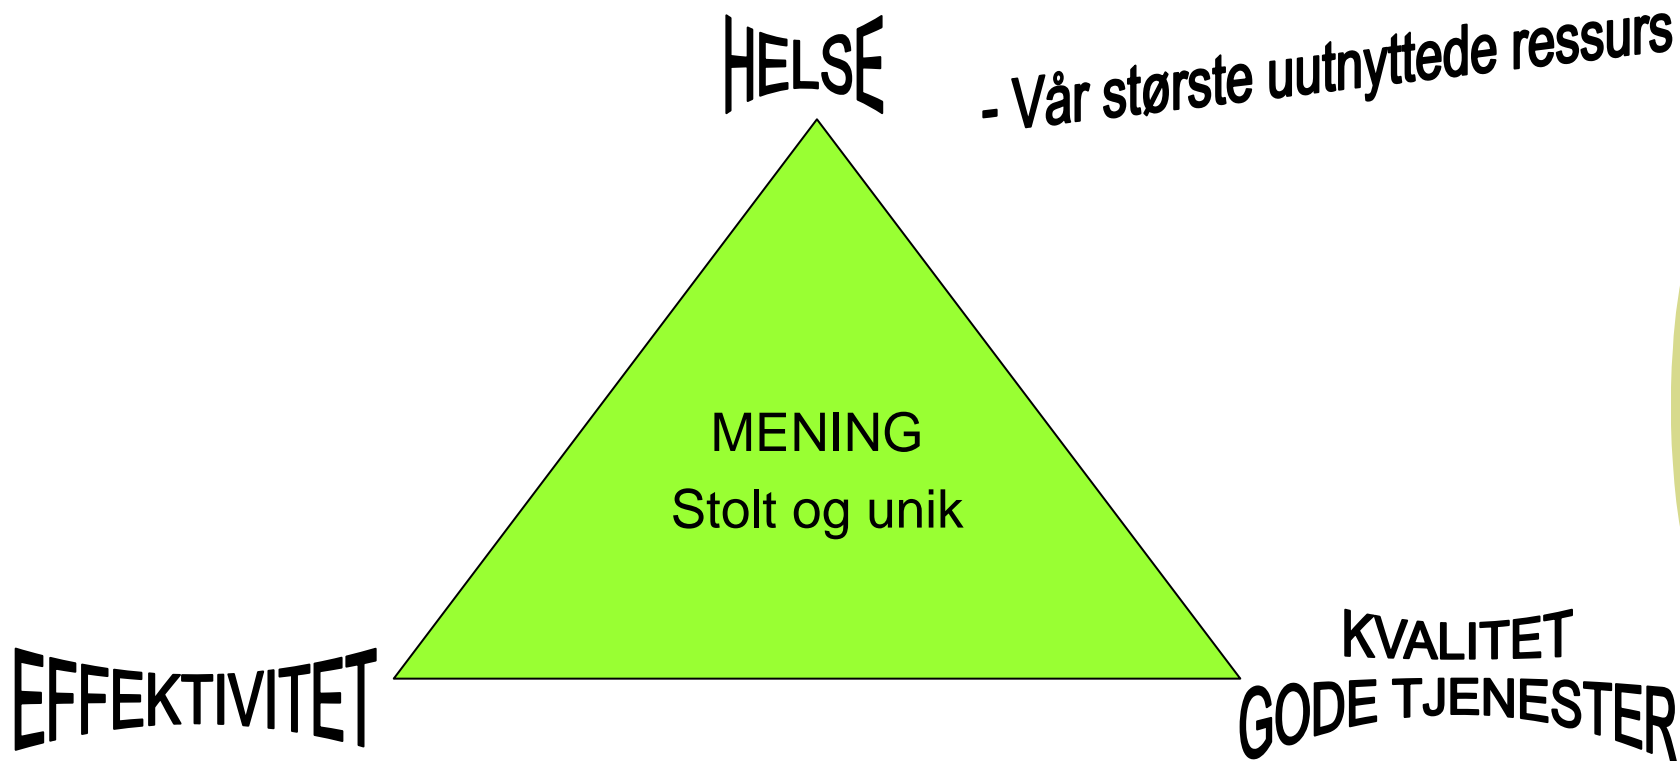 HELSE
- Vår største uutnyttede ressurs
MENING
Stolt og unik
EFFEKTIVITET
KVALITET
GODE TJENESTER